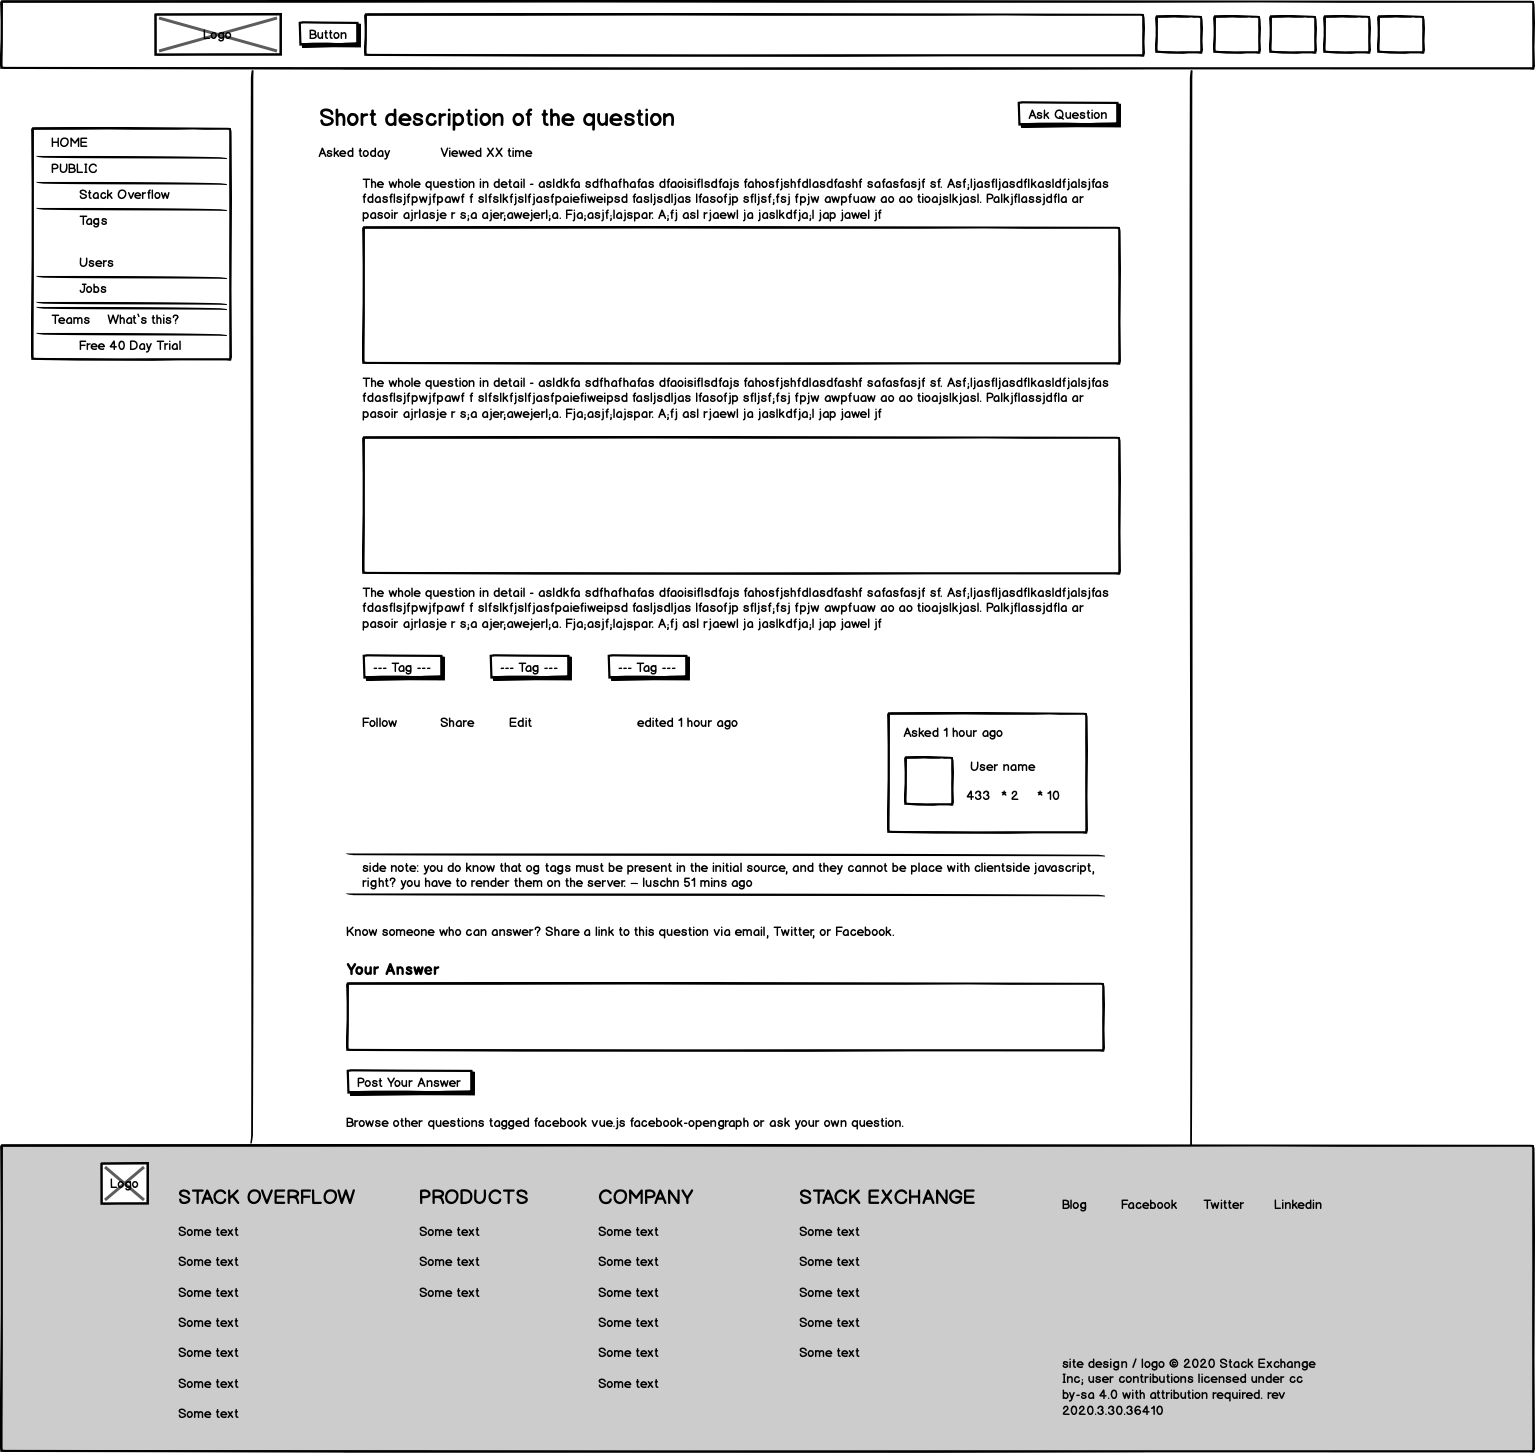 Logo
Button
Short description of the question
Ask Question
Asked today Viewed XX time
HOME
PUBLIC
Stack Overflow
Tags
Users
Jobs
Teams What's this?
Free 40 Day Trial
The whole question in detail - asldkfa sdfhafhafas dfaoisiflsdfajs fahosfjshfdlasdfashf safasfasjf sf. Asf;ljasfljasdflkasldfjalsjfas
fdasflsjfpwjfpawf f slfslkfjslfjasfpaiefiweipsd fasljsdljas lfasofjp sfljsf;fsj fpjw awpfuaw ao ao tioajslkjasl. Palkjflassjdfla ar
pasoir ajrlasje r s;a ajer;awejerl;a. Fja;asjf;lajspar. A;fj asl rjaewl ja jaslkdfja;l jap jawel jf
The whole question in detail - asldkfa sdfhafhafas dfaoisiflsdfajs fahosfjshfdlasdfashf safasfasjf sf. Asf;ljasfljasdflkasldfjalsjfas
fdasflsjfpwjfpawf f slfslkfjslfjasfpaiefiweipsd fasljsdljas lfasofjp sfljsf;fsj fpjw awpfuaw ao ao tioajslkjasl. Palkjflassjdfla ar
pasoir ajrlasje r s;a ajer;awejerl;a. Fja;asjf;lajspar. A;fj asl rjaewl ja jaslkdfja;l jap jawel jf
The whole question in detail - asldkfa sdfhafhafas dfaoisiflsdfajs fahosfjshfdlasdfashf safasfasjf sf. Asf;ljasfljasdflkasldfjalsjfas
fdasflsjfpwjfpawf f slfslkfjslfjasfpaiefiweipsd fasljsdljas lfasofjp sfljsf;fsj fpjw awpfuaw ao ao tioajslkjasl. Palkjflassjdfla ar
pasoir ajrlasje r s;a ajer;awejerl;a. Fja;asjf;lajspar. A;fj asl rjaewl ja jaslkdfja;l jap jawel jf
--- Tag --- --- Tag --- --- Tag ---
Follow Share Edit edited 1 hour ago
Asked 1 hour ago
User name
433 * 2 * 10
side note: you do know that og tags must be present in the initial source, and they cannot be place with clientside javascript,
right? you have to render them on the server. – luschn 51 mins ago
Know someone who can answer? Share a link to this question via email, Twitter, or Facebook.
Your Answer
Post Your Answer
Browse other questions tagged facebook vue.js facebook-opengraph or ask your own question.
Logo
STACK OVERFLOW
Some text
Some text
Some text
Some text
Some text
Some text
Some text
PRODUCTS
Some text
Some text
Some text
COMPANY
Some text
Some text
Some text
Some text
Some text
Some text
STACK EXCHANGE
Some text
Some text
Some text
Some text
Some text
Blog Facebook Twitter Linkedin
site design / logo © 2020 Stack Exchange
Inc; user contributions licensed under cc
by-sa 4.0 with attribution required. rev
2020.3.30.36410